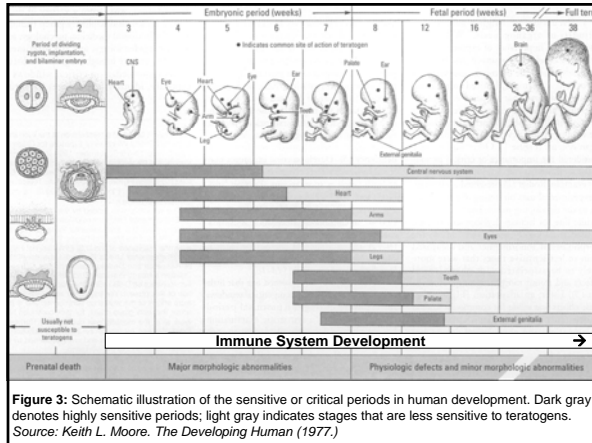 Embryonic period (weeks)
Fetal period (weeks)
Full term
1
2
3
4
5
6
7
8
12
16
20–36
38
Period of dividing
zygote, implantation,
and bilaminar embryo
• Indicates common site of action of teratogen
CNS
Heart
Eye
Heart
Eye
Arm
Leg
Ear
Teeth
Palate
Ear
External genitalia
Brain
Central nervous system
Heart
Arms
Eyes
Legs
Teeth
Palate
External genitalia
Usually not
susceptible to
teratogens
Immune System Development
Prenatal death
Major morphologic abnormalities
Physiologic defects and minor morphologic abnormalities
Figure 3: Schematic illustration of the sensitive or critical periods in human development. Dark gray
denotes highly sensitive periods; light gray indicates stages that are less sensitive to teratogens.
Source: Keith L. Moore. The Developing Human (1977.)